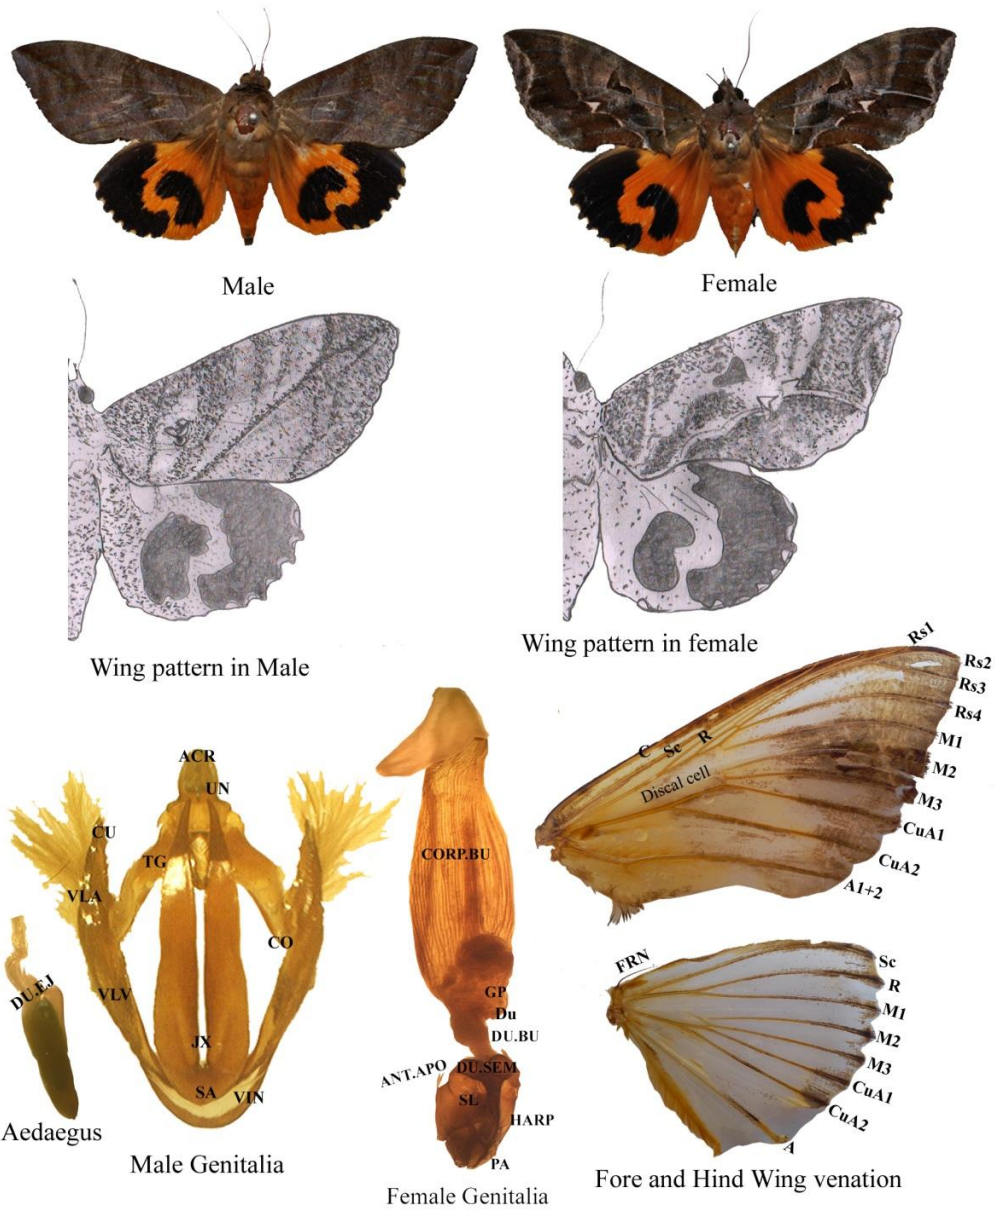 Male
Female
Wing pattern in Male
Wing pattern in female
ACR
UN
CU
TG
VLA
CO
DU.EJ
VLV
JX
SA
VIN
Aedaegus
Male Genitalia
CORP.BU
GP
Du
DU.BU
ANT.APO
DU.SEM
SL
HARP
PA
Female Genitalia
Rs1
Rs2
Rs3
Rs4
C Sc R
M1
M2
Discal cell
M3
CuA1
CuA2
A1+2
FRN
Sc
R
M1
M2
M3
CuA1
CuA2
A
Fore and Hind Wing venation